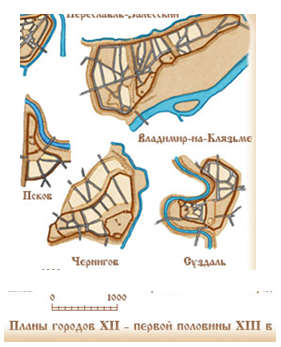 Переславль-Залесский
Владимир-на-Клязьме
Псков
Чернигов
Суздаль
0 1000
Планы городов XII - первой половины XIII в